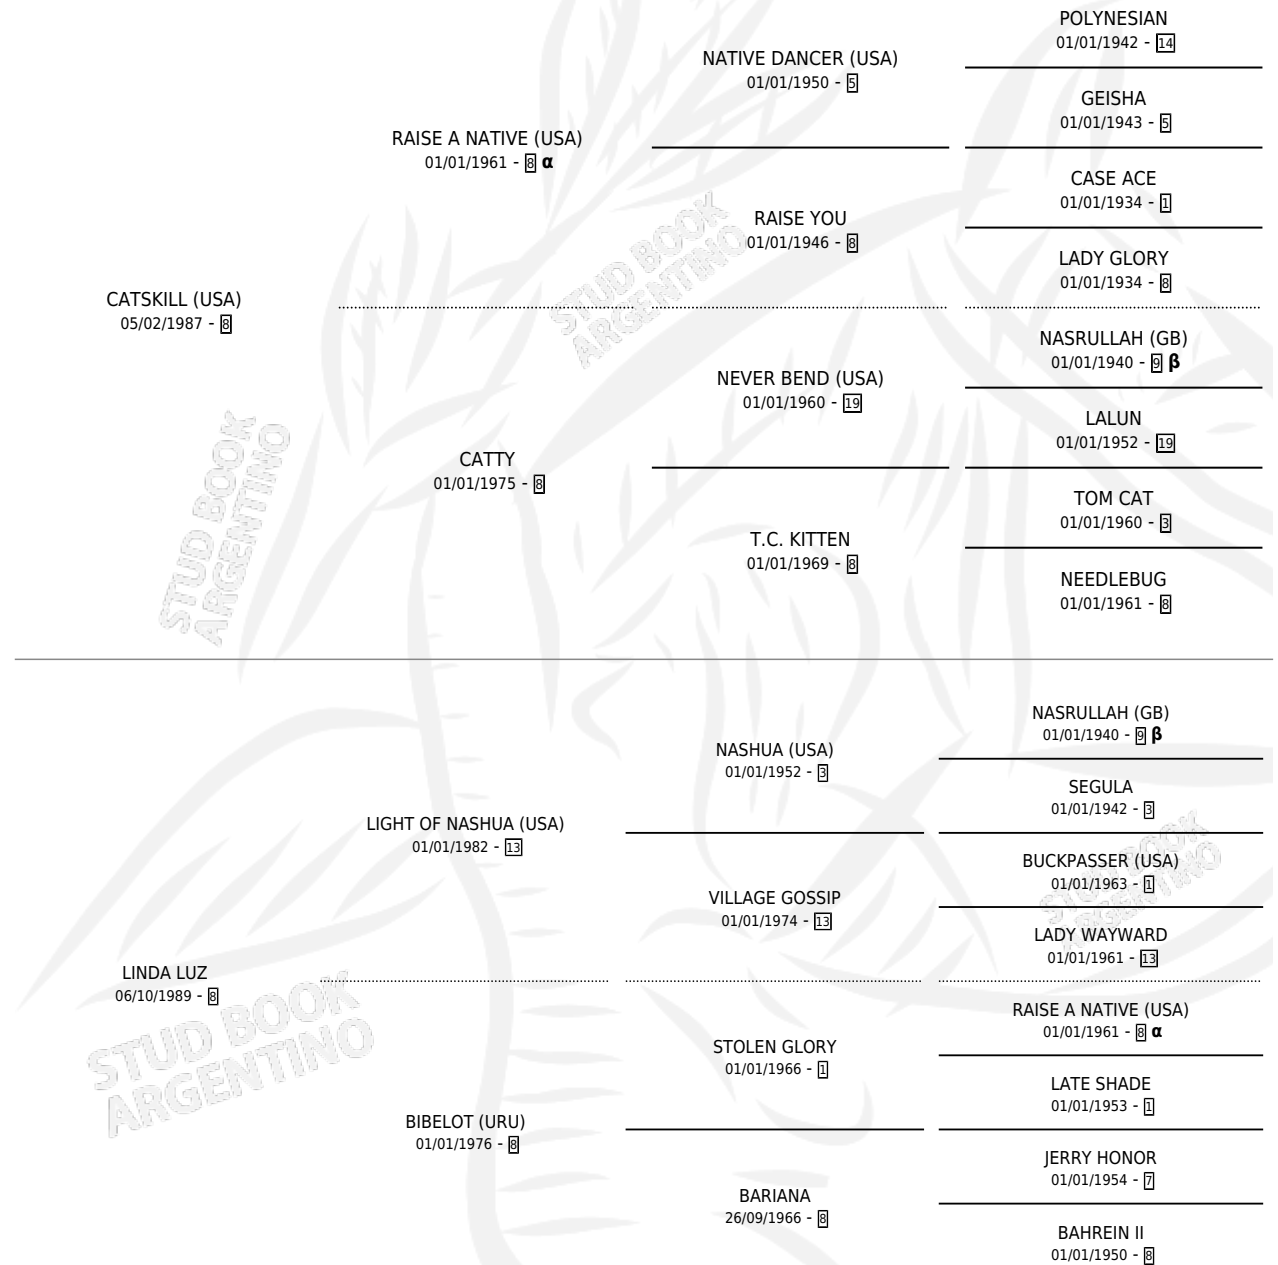 POLYNESIAN
01/01/1942 - 14
NATIVE DANCER (USA)
01/01/1950 - 5
GEISHA
01/01/1943 - 5
RAISE A NATIVE (USA)
01/01/1961 - 8 α
CASE ACE
01/01/1934 - 1
RAISE YOU
01/01/1946 - 8
LADY GLORY
01/01/1934 - 8
CATSKILL (USA)
05/02/1987 - 8
NASRULLAH (GB)
01/01/1940 - 9 β
NEVER BEND (USA)
01/01/1960 - 19
LALUN
01/01/1952 - 19
CATTY
01/01/1975 - 8
TOM CAT
01/01/1960 - 3
T.C. KITTEN
01/01/1969 - 8
NEEDLEBUG
01/01/1961 - 8
NASRULLAH (GB)
01/01/1940 - 9 β
NASHUA (USA)
01/01/1952 - 3
SEGULA
01/01/1942 - 3
LIGHT OF NASHUA (USA)
01/01/1982 - 13
BUCKPASSER (USA)
01/01/1963 - 1
VILLAGE GOSSIP
01/01/1974 - 13
LADY WAYWARD
01/01/1961 - 13
LINDA LUZ
06/10/1989 - 8
RAISE A NATIVE (USA)
01/01/1961 - 8 α
STOLEN GLORY
01/01/1966 - 1
LATE SHADE
01/01/1953 - 1
BIBELOT (URU)
01/01/1976 - 8
JERRY HONOR
01/01/1954 - 7
BARIANA
26/09/1966 - 8
BAHREIN II
01/01/1950 - 8
STUD BOOK
ARGENTINO
STUD BOOK
ARGENTINO
STUD BOOK
ARGENTINO
STUD BOOK
ARGENTINO